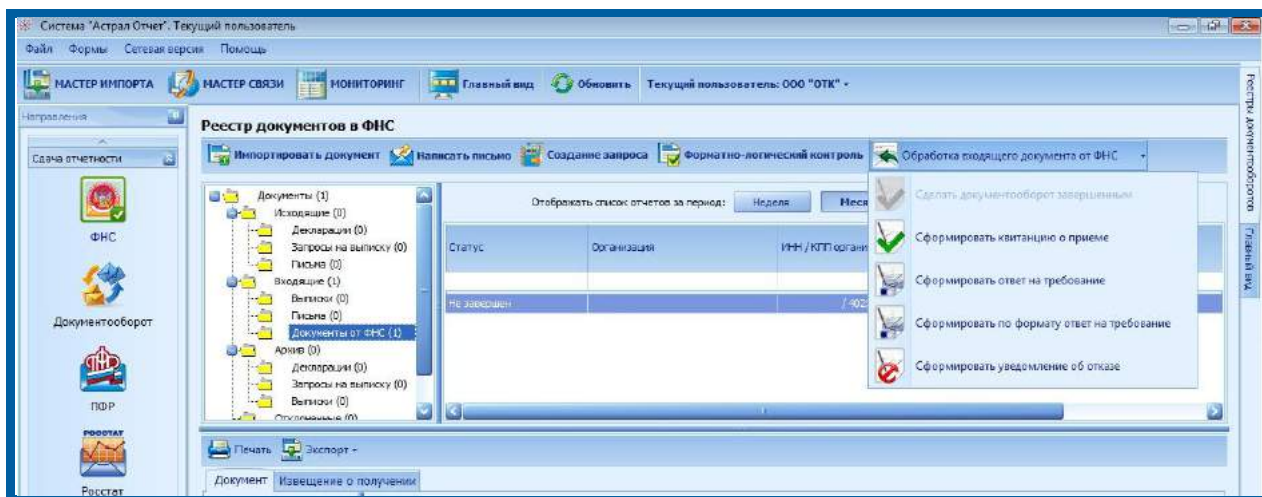 Система "Астрал Отчет". Текущий пользователь
Файл Формы Сетевая версия Помощь
МАСТЕР ИМПОРТА МАСТЕР СВЯЗИ МОНИТОРИНГ Главный вид Обновить Текущий пользователь: ООО "ОТК"
Направления
Сдача отчетности
ФНС
Документооборот
ПФР
РОССТАТ
Росстат
Реестр документов в ФНС
Импортировать документ Написать письмо Создание запроса Форматно-логический контроль Обработка входящего документа от ФНС
Документы (1)
Исходящие (0)
Декларации (0)
Запросы на выписку (0)
Письма (0)
Входящие (1)
Выписки (0)
Письма (0)
Документы от ФНС (1)
Архив (0)
Декларации (0)
Запросы на выписку (0)
Выписки (0)
Отклоненные (0)
Отображать список отчетов за период: Неделя Меся
Статус Организация ИНН / КПП органи
Не завершен / 402
Сделать документооборот завершенным
Сформировать квитанцию о приеме
Сформировать ответ на требование
Сформировать по формату ответ на требование
Сформировать уведомление об отказе
Печать Экспорт
Документ Извещение о получении
Реестры документооборотов
Главный вид